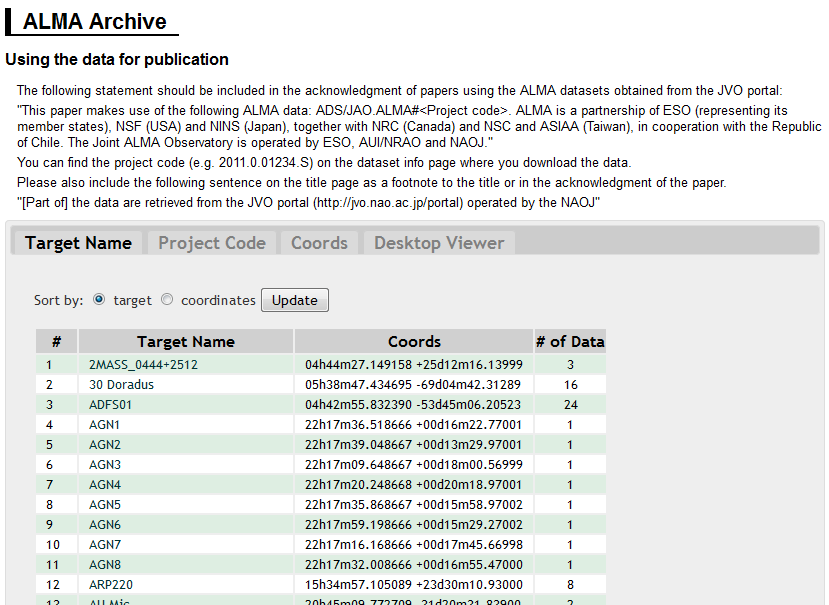 ALMA Archive
Using the data for publication
The following statement should be included in the acknowledgment of papers using the ALMA datasets obtained from the JVO portal:
"This paper makes use of the following ALMA data: ADS/JAO.ALMA#<Project code>. ALMA is a partnership of ESO (representing its
member states), NSF (USA) and NINS (Japan), together with NRC (Canada) and NSC and ASIAA (Taiwan), in cooperation with the Republic
of Chile. The Joint ALMA Observatory is operated by ESO, AUI/NRAO and NAOJ."
You can find the project code (e.g. 2011.0.01234.S) on the dataset info page where you download the data.
Please also include the following sentence on the title page as a footnote to the title or in the acknowledgment of the paper.
"[Part of] the data are retrieved from the JVO portal (http://jvo.nao.ac.jp/portal) operated by the NAOJ"
Target Name Project Code Coords Desktop Viewer
Sort by: target coordinates Update
# Target Name Coords # of Data
1 2MASS_0444+2512 04h44m27.149158 +25d12m16.13999 3
2 30 Doradus 05h38m47.434695 -69d04m42.31289 16
3 ADFS01 04h42m55.832390 -53d45m06.20523 24
4 AGN1 22h17m36.518666 +00d16m22.77001 1
5 AGN2 22h17m39.048667 +00d13m29.97001 1
6 AGN3 22h17m09.648667 +00d18m00.56999 1
7 AGN4 22h17m20.248668 +00d20m18.97001 1
8 AGN5 22h17m35.868667 +00d15m58.97002 1
9 AGN6 22h17m59.198666 +00d15m29.27002 1
10 AGN7 22h17m16.168666 +00d17m45.66998 1
11 AGN8 22h17m32.008666 +00d16m55.47000 1
12 ARP220 15h34m57.105089 +23d30m10.93000 8
13 AU Mic 20h45m09.772709 -31d20m31.83900 2